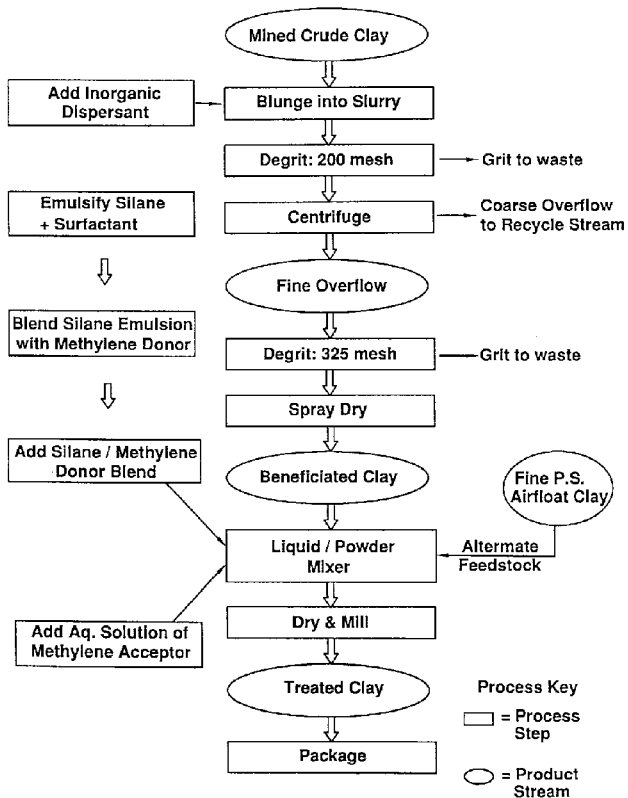 Mined Crude Clay
Add Inorganic
Dispersant
Blunge into Slurry
Degrit: 200 mesh
Grit to waste
Emulsify Silane
+ Surfactant
Centrifuge
Coarse Overflow
to Recycle Stream
Fine Overflow
Blend Silane Emulsion
with Methylene Donor
Degrit: 325 mesh
Grit to waste
Spray Dry
Add Silane / Methylene
Donor Blend
Beneficiated Clay
Fine P.S.
Airfloat Clay
Liquid / Powder
Mixer
Alternate
Feedstock
Add Aq. Solution of
Methylene Acceptor
Dry & Mill
Treated Clay
Process Key
= Process
Step
Package
= Product
Stream